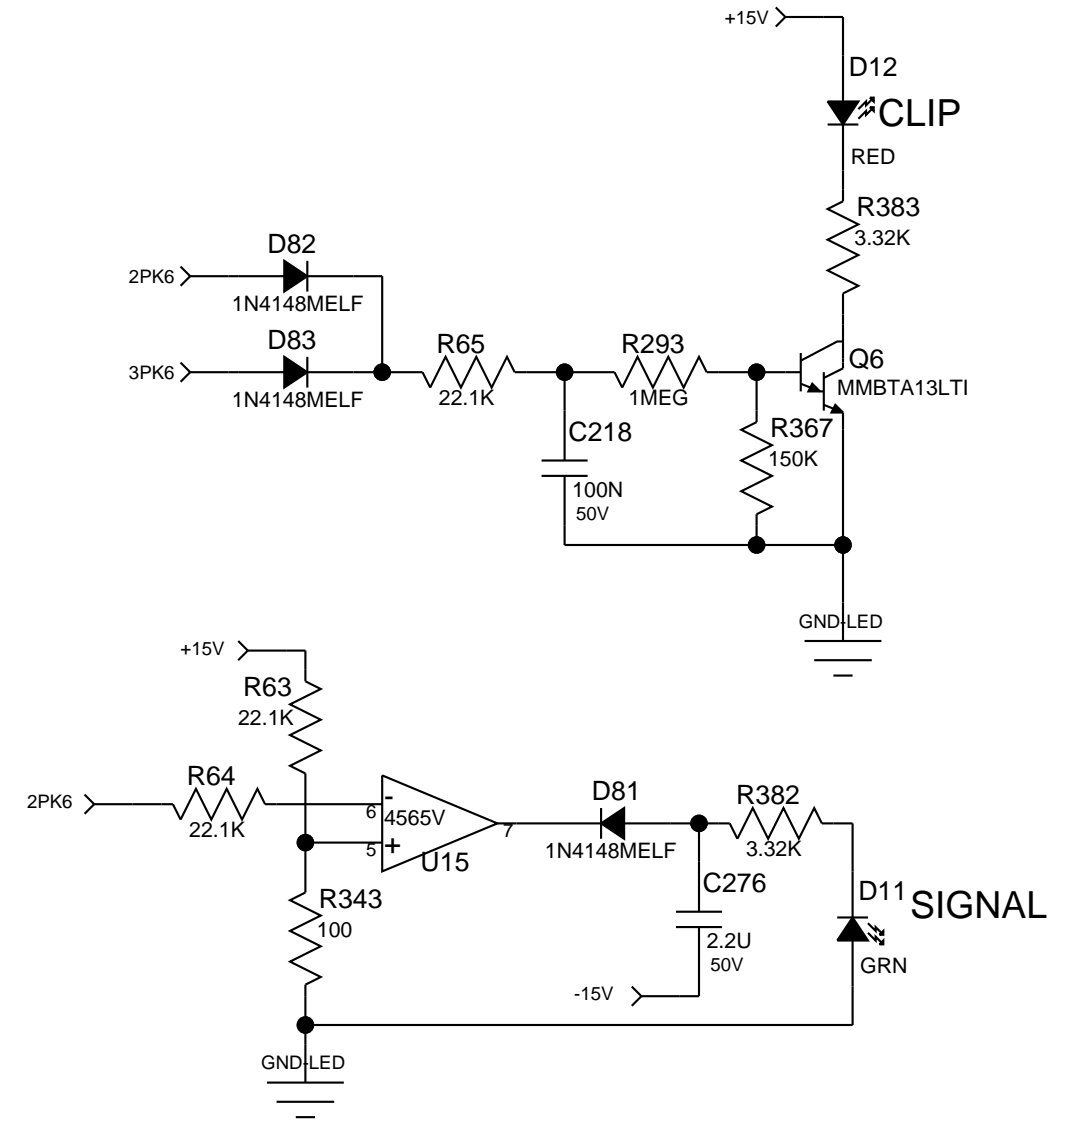 +15V
D12
CLIP
RED
R383
3.32K
D82
2PK6
1N4148MELF
D83
3PK6
1N4148MELF
R65
22.1K
R293
1MEG
Q6
MMBTA13LTI
C218
100N
50V
R367
150K
GND-LED
+15V
R63
22.1K
R64
2PK6
22.1K
-
6
4565V
5
+
U15
7
R343
100
D81
1N4148MELF
R382
3.32K
C276
2.2U
50V
-15V
D11
SIGNAL
GRN
GND-LED